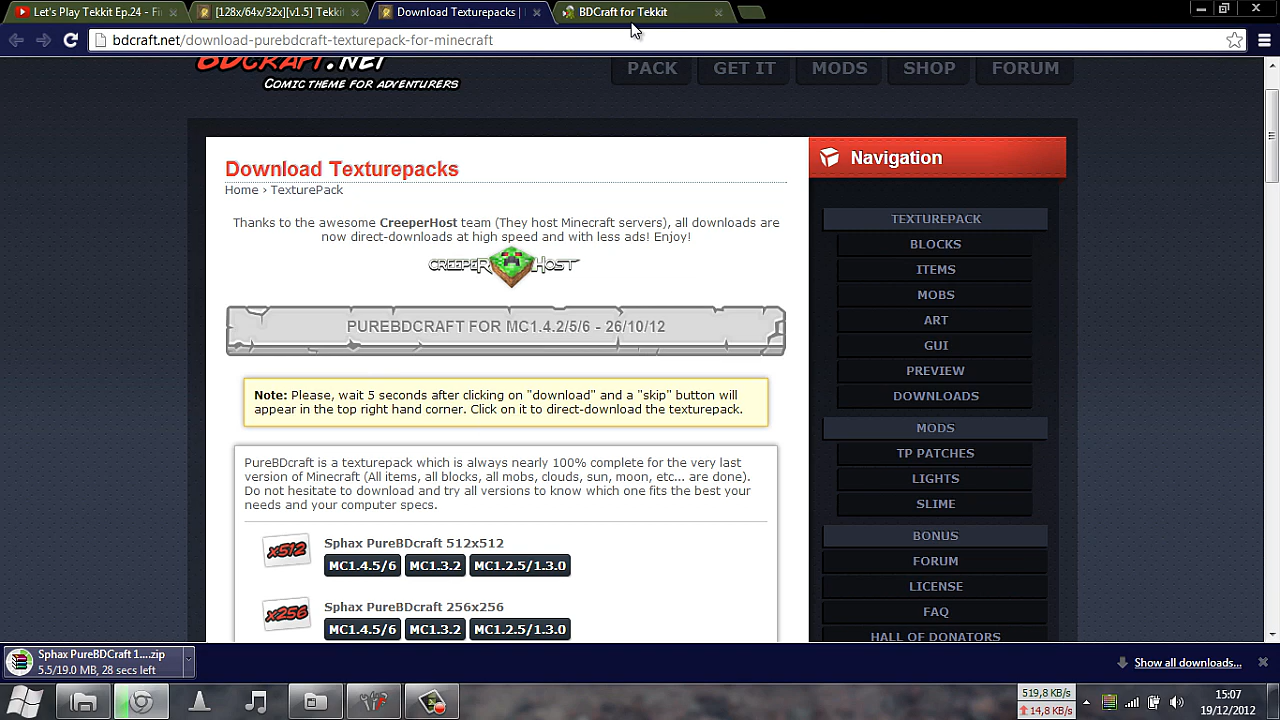 Let's Play Tekkit Ep.24 - Fi
[128x64/32x][v1.5] Tekkit
Download Texturepacks |
BDCraft for Tekkit
bdcraft.net/download-purebdcraft-texturepack-for-minecraft
BDCRAFT.NET
COMIC THEME FOR ADVENTURERS
PACK
GET IT
MODS
SHOP
FORUM
Download Texturepacks
Home › TexturePack
Thanks to the awesome CreeperHost team (They host Minecraft servers), all downloads are
now direct-downloads at high speed and with less ads! Enjoy!
CREEPER HOST
PUREBDCRAFT FOR MC1.4.2/5/6 - 26/10/12
Note: Please, wait 5 seconds after clicking on "download" and a "skip" button will
appear in the top right hand corner. Click on it to direct-download the texturepack.
PureBDcraft is a texturepack which is always nearly 100% complete for the very last
version of Minecraft (All items, all blocks, all mobs, clouds, sun, moon, etc... are done).
Do not hesitate to download and try all versions to know which one fits the best your
needs and your computer specs.
x512
Sphax PureBDcraft 512x512
MC1.4.5/6
MC1.3.2
MC1.2.5/1.3.0
x256
Sphax PureBDcraft 256x256
MC1.4.5/6
MC1.3.2
MC1.2.5/1.3.0
Navigation
TEXTUREPACK
BLOCKS
ITEMS
MOBS
ART
GUI
PREVIEW
DOWNLOADS
MODS
TP PATCHES
LIGHTS
SLIME
BONUS
FORUM
LICENSE
FAQ
HALL OF DONATORS
Sphax PureBDCraft 1....zip
5.5/19.0 MB, 28 secs left
Show all downloads...
519,8 KB/s
14,8 KB/s
15:07
19/12/2012